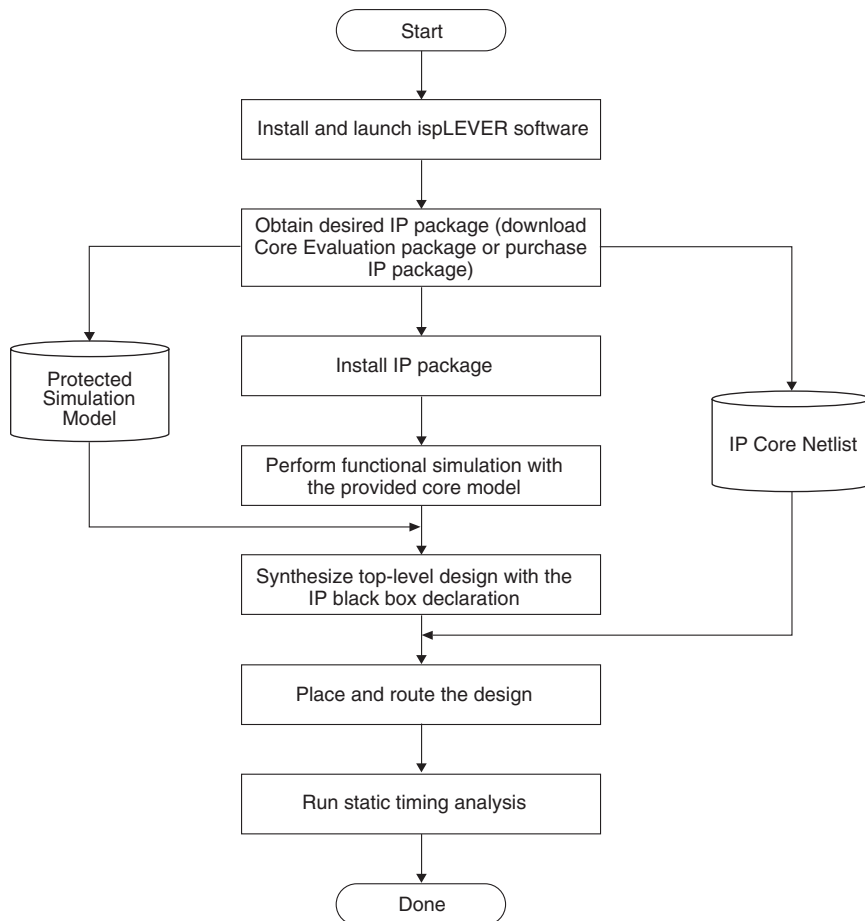 Start
Install and launch ispLEVER software
Obtain desired IP package (download
Core Evaluation package or purchase
IP package)
Install IP package
Protected
Simulation
Model
IP Core Netlist
Perform functional simulation with
the provided core model
Synthesize top-level design with the
IP black box declaration
Place and route the design
Run static timing analysis
Done